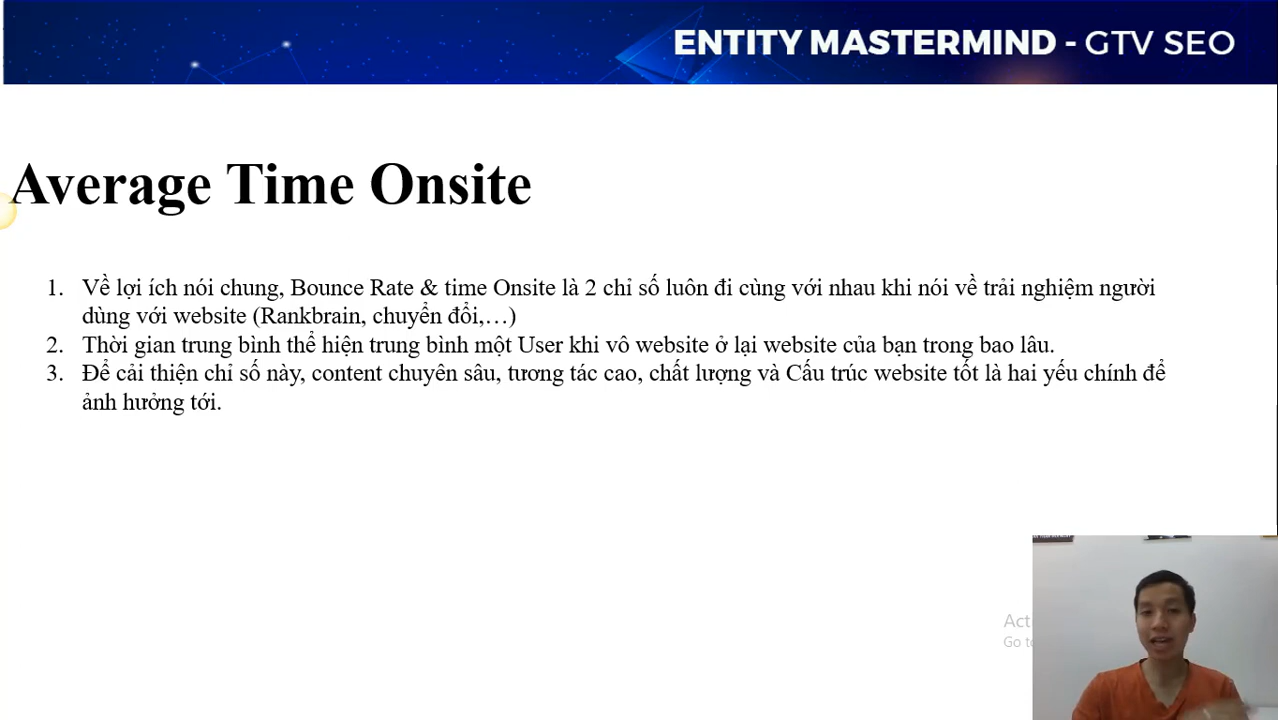 ENTITY MASTERMIND - GTV SEO
Average Time Onsite
1. Về lợi ích nói chung, Bounce Rate & time Onsite là 2 chỉ số luôn đi cùng với nhau khi nói về trải nghiệm người
dùng với website (Rankbrain, chuyển đổi,…)
2. Thời gian trung bình thể hiện trung bình một User khi vô website ở lại website của bạn trong bao lâu.
3. Để cải thiện chỉ số này, content chuyên sâu, tương tác cao, chất lượng và Cấu trúc website tốt là hai yếu chính để
ảnh hưởng tới.
Act
Go to